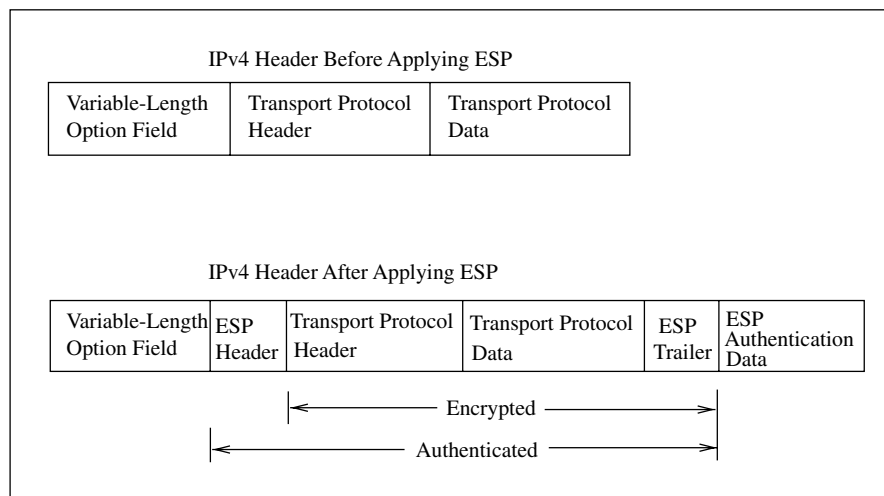 IPv4 Header Before Applying ESP
Variable-Length
Option Field
Transport Protocol
Header
Transport Protocol
Data
IPv4 Header After Applying ESP
Variable-Length
Option Field
ESP
Header
Transport Protocol
Header
Transport Protocol
Data
ESP
Trailer
ESP
Authentication
Data
Encrypted
Authenticated